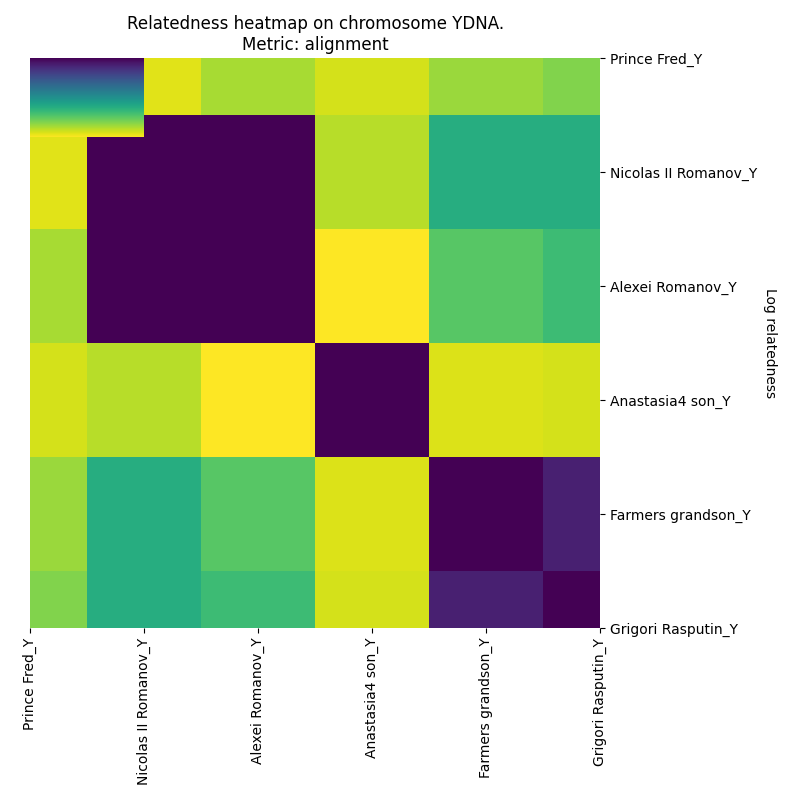 Relatedness heatmap on chromosome YDNA.
Metric: alignment
Prince Fred_Y
Nicolas II Romanov_Y
Alexei Romanov_Y
Anastasia4 son_Y
Farmers grandson_Y
Grigori Rasputin_Y
Log relatedness
Prince Fred_Y
Nicolas II Romanov_Y
Alexei Romanov_Y
Anastasia4 son_Y
Farmers grandson_Y
Grigori Rasputin_Y